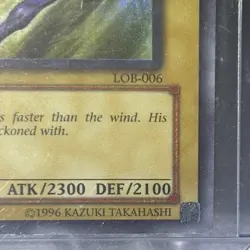 LOB-006
s faster than the wind. His
ckoned with.
ATK/2300 DEF/2100
©1996 KAZUKI TAKAHASHI